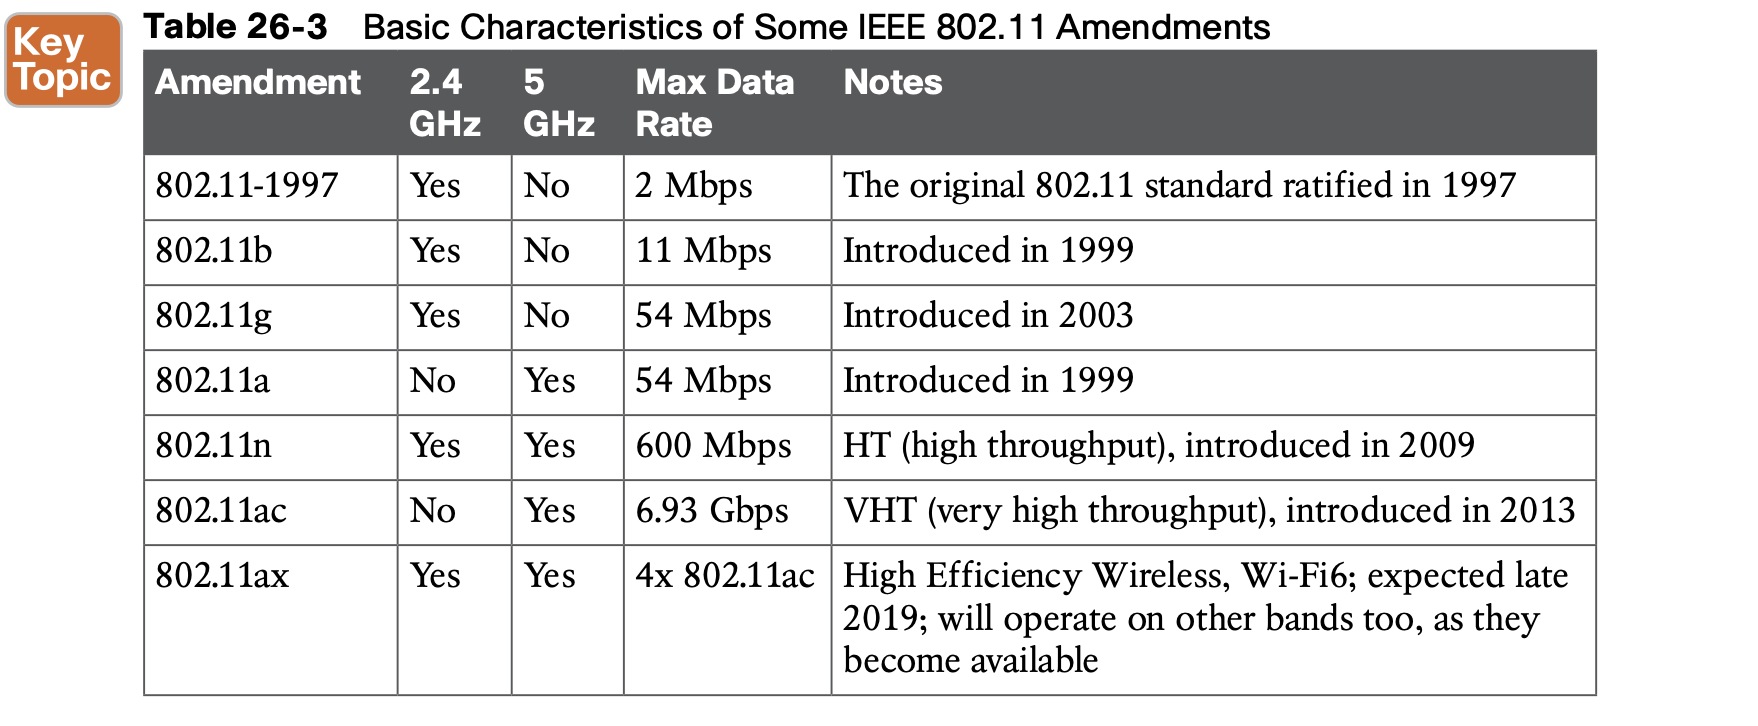 Key
Topic
Table 26-3 Basic Characteristics of Some IEEE 802.11 Amendments
Amendment 2.4 GHz 5 GHz Max Data Rate Notes
802.11-1997 Yes No 2 Mbps The original 802.11 standard ratified in 1997
802.11b Yes No 11 Mbps Introduced in 1999
802.11g Yes No 54 Mbps Introduced in 2003
802.11a No Yes 54 Mbps Introduced in 1999
802.11n Yes Yes 600 Mbps HT (high throughput), introduced in 2009
802.11ac No Yes 6.93 Gbps VHT (very high throughput), introduced in 2013
802.11ax Yes Yes 4x 802.11ac High Efficiency Wireless, Wi-Fi6; expected late
2019; will operate on other bands too, as they
become available